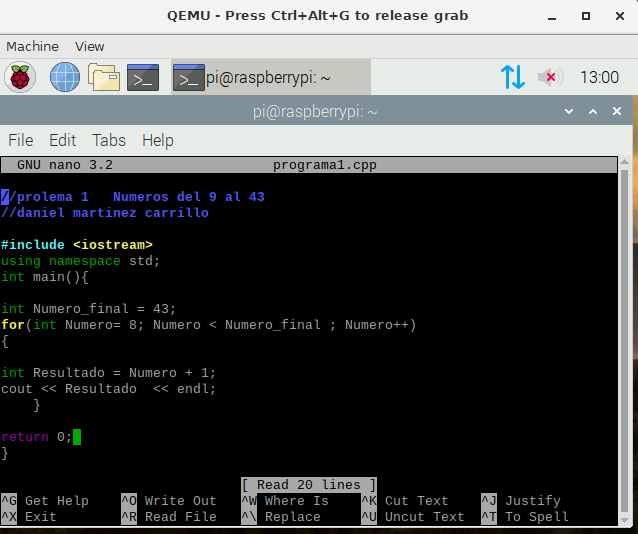 QEMU - Press Ctrl+Alt+G to release grab
Machine View
pi@raspberrypi: ~ 13:00
pi@raspberrypi: ~
File Edit Tabs Help
GNU nano 3.2 programa1.cpp
//prolema 1   Numeros del 9 al 43
//daniel martinez carrillo
#include <iostream>
using namespace std;
int main(){
int Numero_final = 43;
for(int Numero= 8; Numero < Numero_final ; Numero++)
{
int Resultado = Numero + 1;
cout << Resultado  << endl;
    }
return 0;
}
[ Read 20 lines ]
^G Get Help ^O Write Out ^W Where Is ^K Cut Text ^J Justify
^X Exit ^R Read File ^\ Replace ^U Uncut Text ^T To Spell